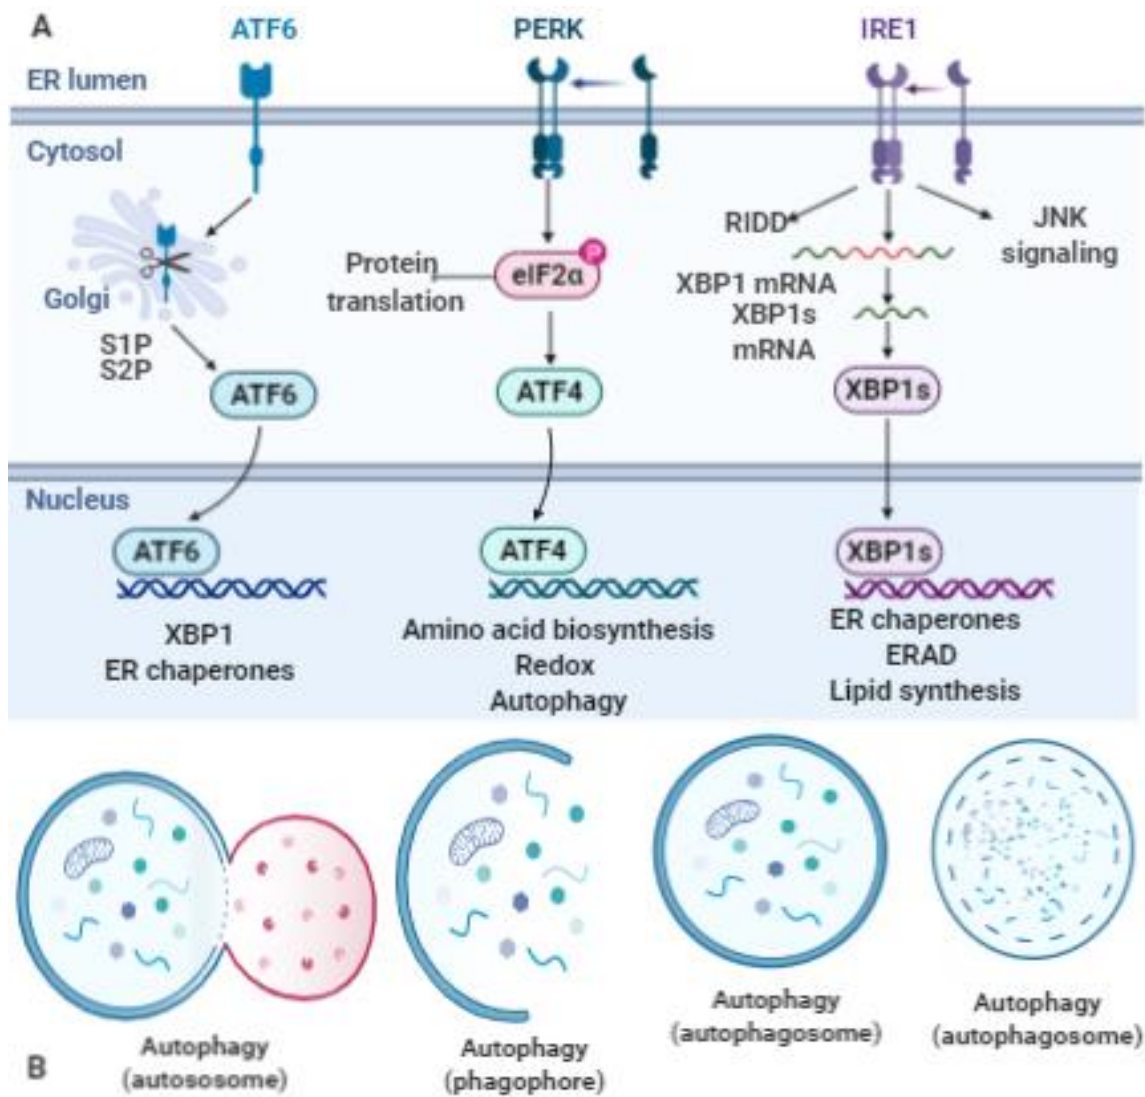 A
ATF6
PERK
IRE1
ER lumen
Cytosol
Golgi
S1P
S2P
ATF6
Protein
translation
eIF2α
P
ATF4
RIDD
JNK
signaling
XBP1 mRNA
XBP1s
mRNA
XBP1s
Nucleus
ATF6
XBP1
ER chaperones
ATF4
Amino acid biosynthesis
Redox
Autophagy
XBP1s
ER chaperones
ERAD
Lipid synthesis
B
Autophagy
(autososome)
Autophagy
(phagophore)
Autophagy
(autophagosome)
Autophagy
(autophagosome)